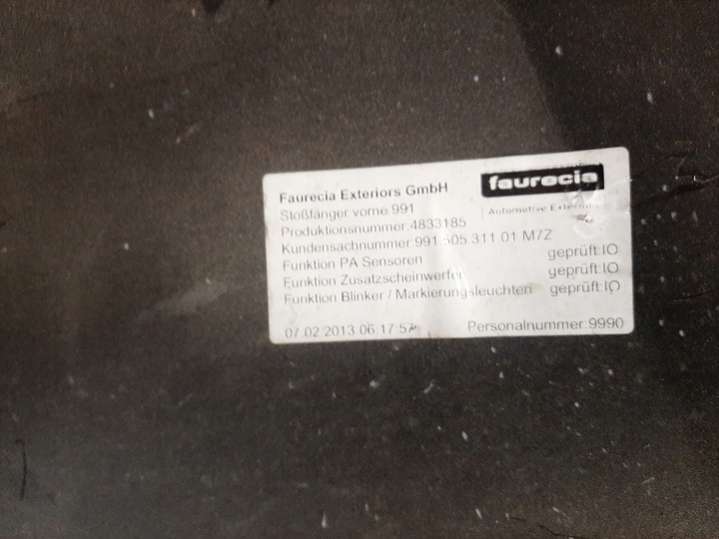 Faurecia Exteriors GmbH
faurecia
Stoßfänger vorne 991
Automotive Exteriors
Produktionsnummer:4833185
Kundensachnummer:991.505.311 01 M/Z
Funktion PA Sensoren geprüft:IO
Funktion Zusatzscheinwerfer geprüft:IO
Funktion Blinker / Markierungsleuchten geprüft:IO
07.02.2013 06:17:57 Personalnummer:9990